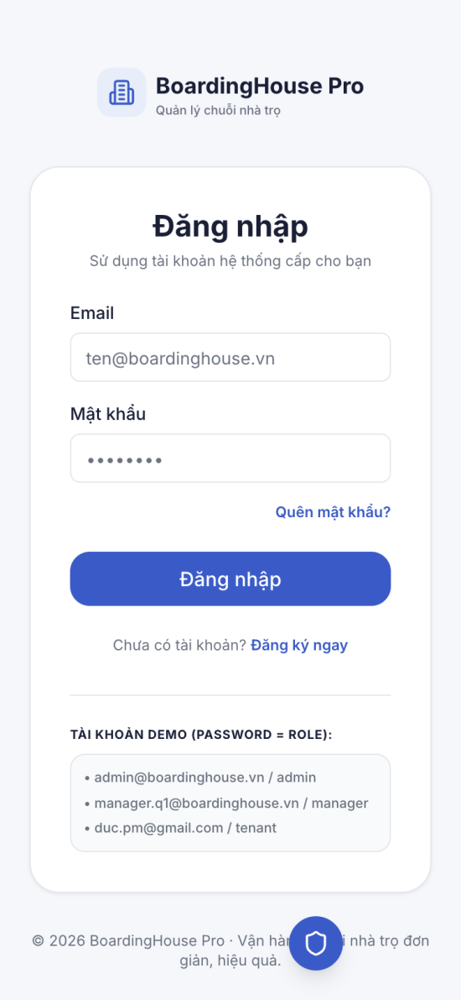 BoardingHouse Pro
Quản lý chuỗi nhà trọ
Đăng nhập
Sử dụng tài khoản hệ thống cấp cho bạn
Email
ten@boardinghouse.vn
Mật khẩu
••••••••
Quên mật khẩu?
Đăng nhập
Chưa có tài khoản? Đăng ký ngay
TÀI KHOẢN DEMO (PASSWORD = ROLE):
• admin@boardinghouse.vn / admin
• manager.q1@boardinghouse.vn / manager
• duc.pm@gmail.com / tenant
© 2026 BoardingHouse Pro · Vận nhà trọ đơn
giản, hiệu quả.